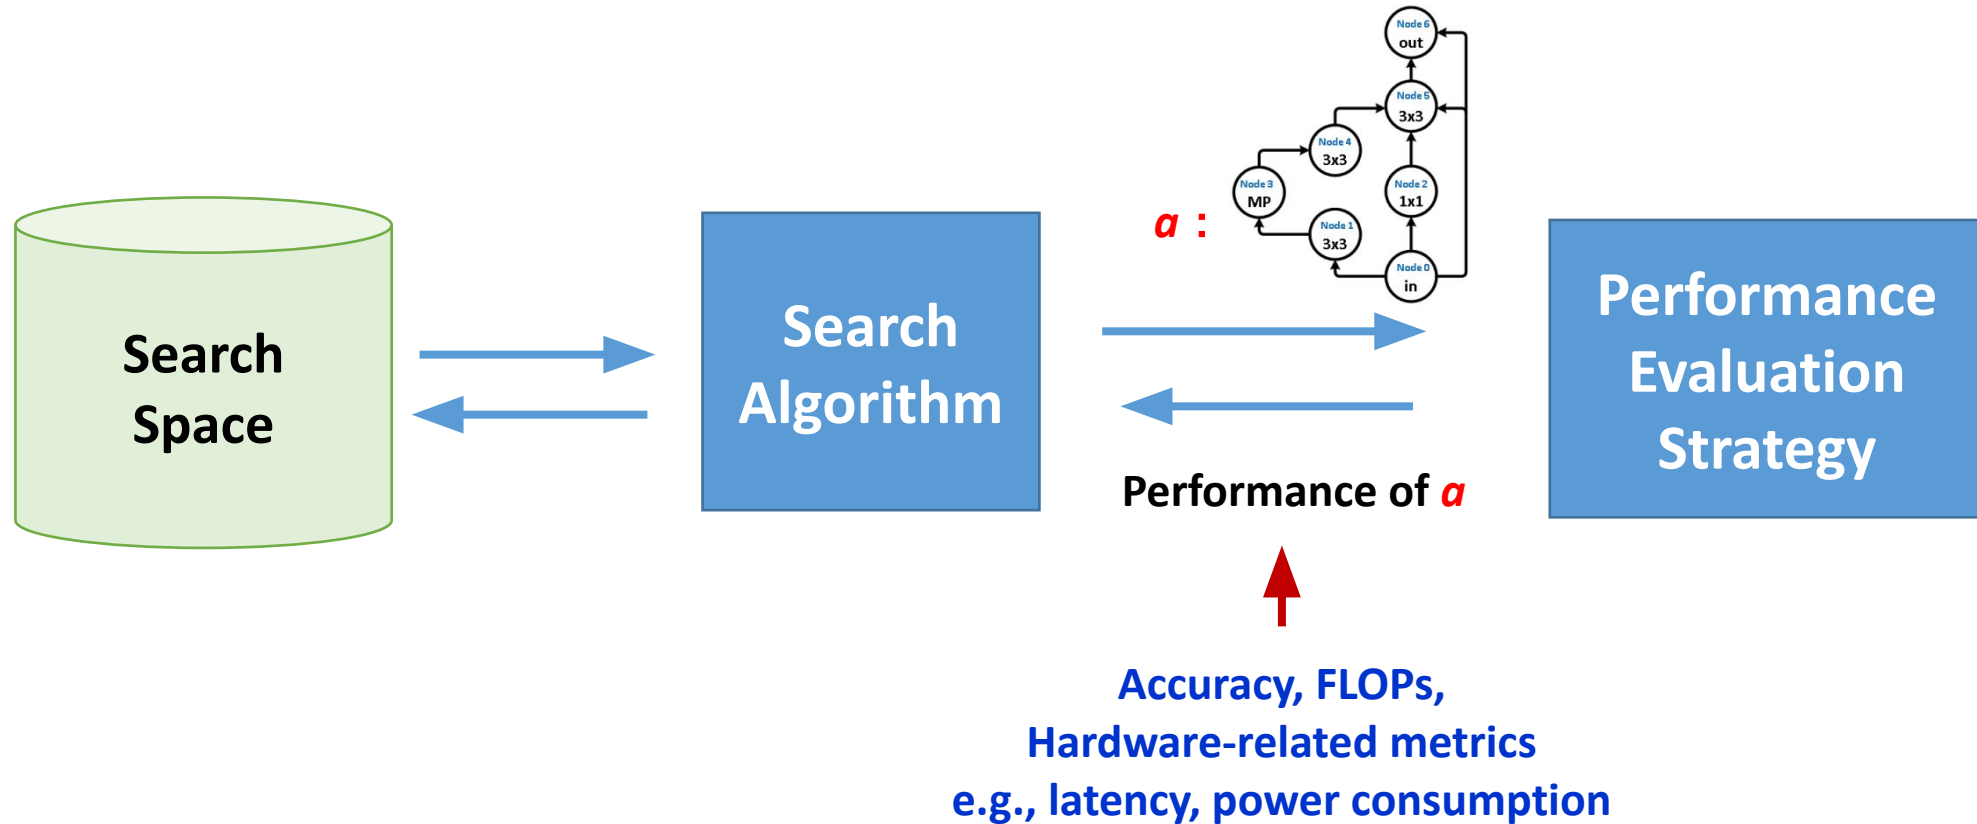 Search
Space
Search
Algorithm
a :
Node 6
out
Node 5
3x3
Node 4
3x3
Node 3
MP
Node 2
1x1
Node 1
3x3
Node 0
in
Performance of a
Performance
Evaluation
Strategy
Accuracy, FLOPs,
Hardware-related metrics
e.g., latency, power consumption